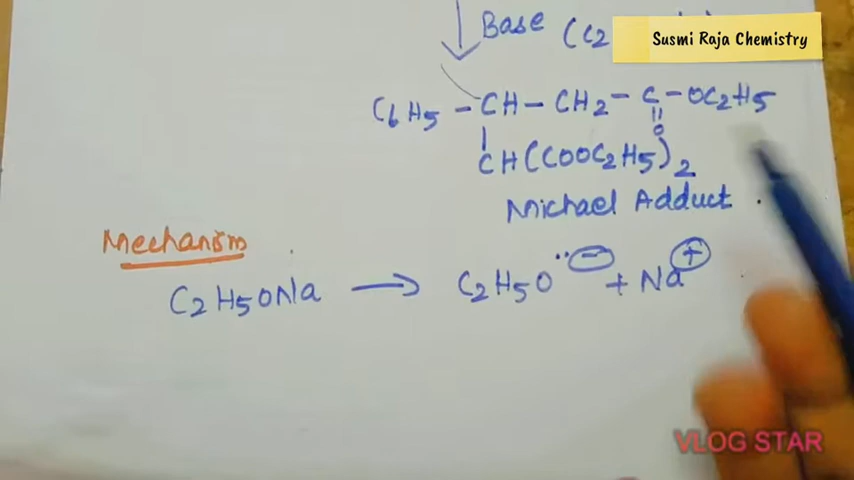 Base (C2
Susmi Raja Chemistry
C6H5 - CH - CH2 - C - OC2H5
|
||
O
CH(COOC2H5)2
Michael Adduct .
Mechanism
C2H5ONa → C2H5O¨⊖ + Na⊕
VLOG STAR